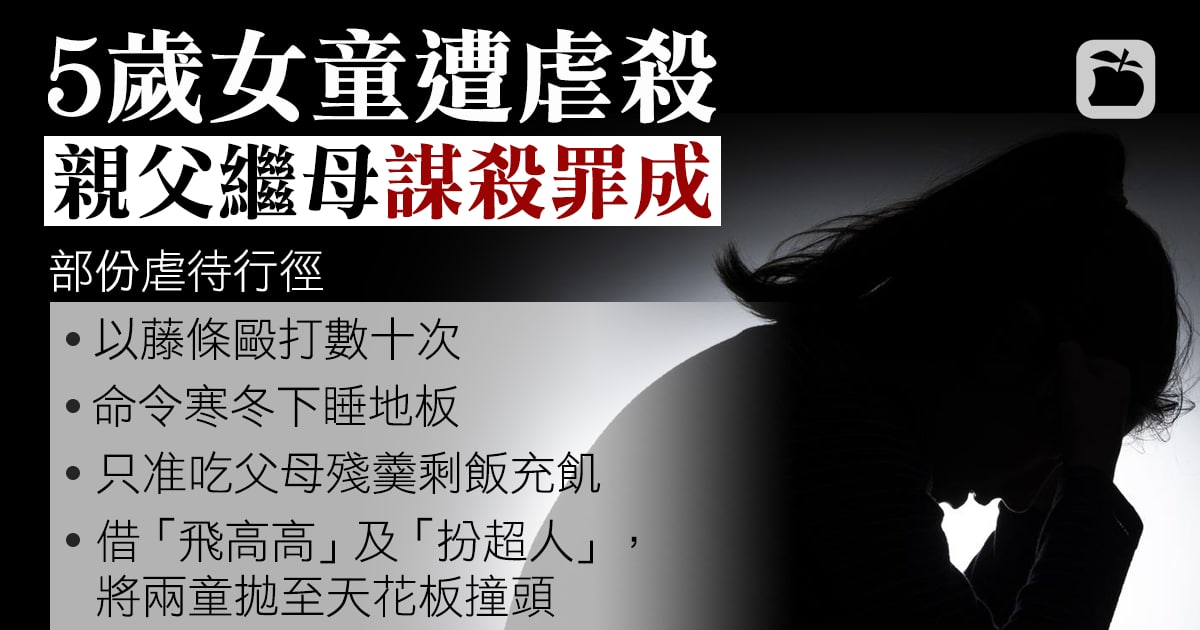 5歲女童遭虐殺
親父繼母謀殺罪成
部份虐待行徑
• 以藤條毆打數十次
• 命令寒冬下睡地板
• 只准吃父母殘羹剩飯充飢
• 借「飛高高」及「扮超人」，
將兩童拋至天花板撞頭